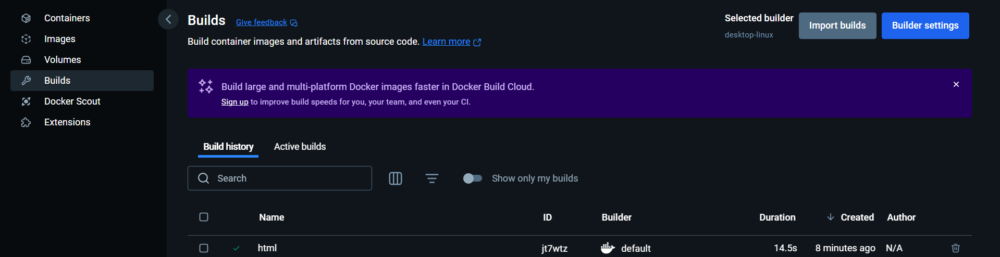 Containers
Images
Volumes
Builds
Docker Scout
Extensions
Builds Give feedback
Build container images and artifacts from source code. Learn more
Selected builder
desktop-linux
Import builds
Builder settings
Build large and multi-platform Docker images faster in Docker Build Cloud.
Sign up to improve build speeds for you, your team, and even your CI.
Build history Active builds
Search Show only my builds
Name ID Builder Duration Created Author
html jt7wtz default 14.5s 8 minutes ago N/A